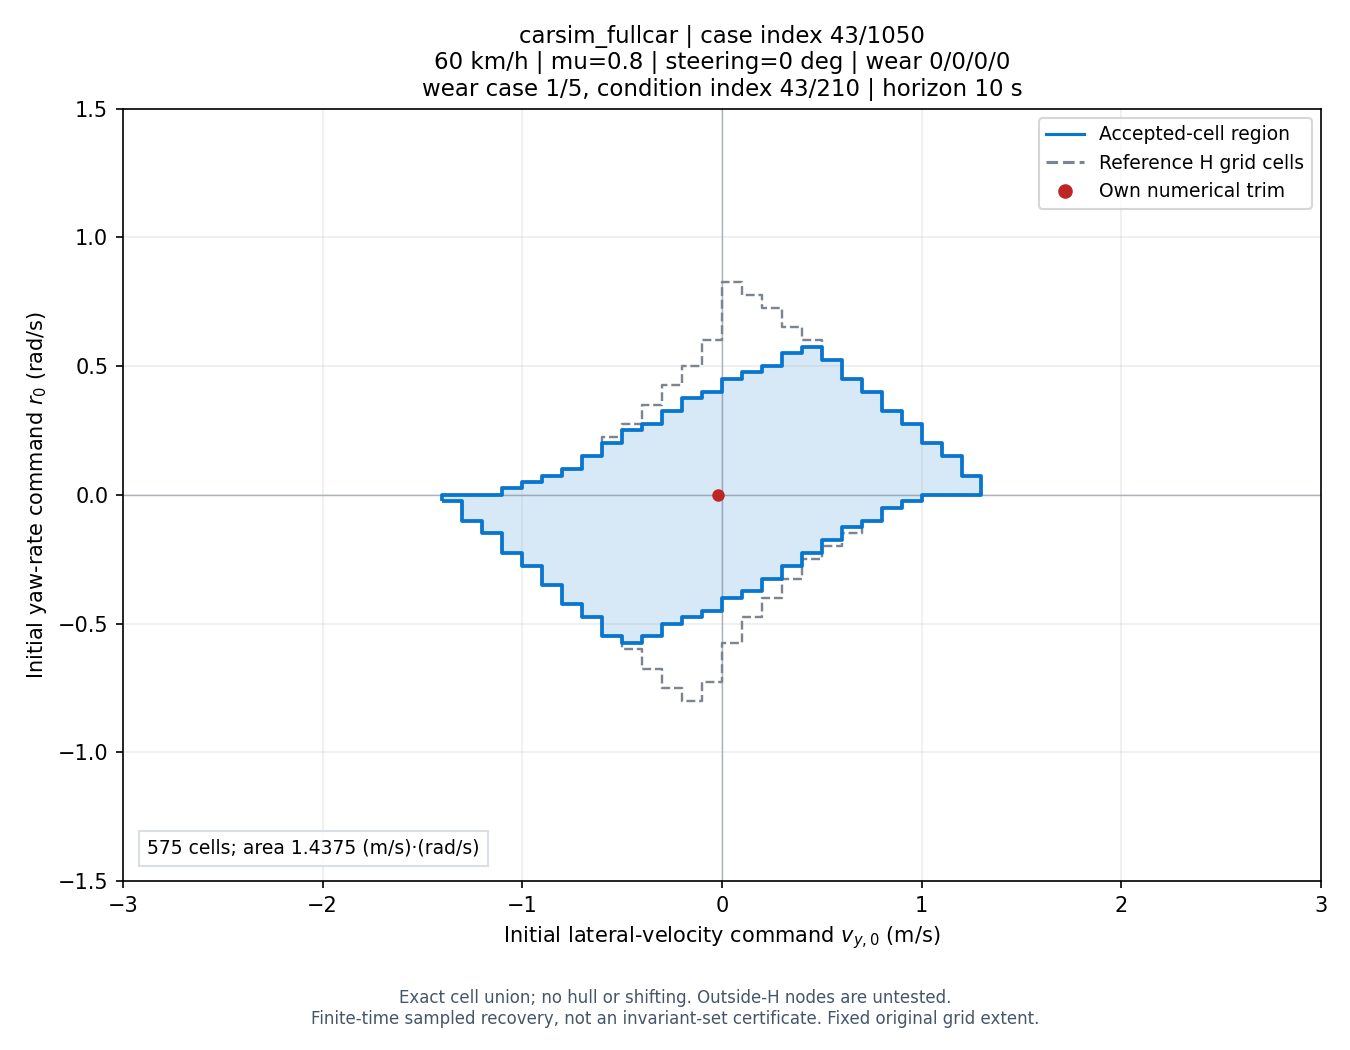 carsim_fullcar | case index 43/1050
60 km/h | mu=0.8 | steering=0 deg | wear 0/0/0/0
wear case 1/5, condition index 43/210 | horizon 10 s
Accepted-cell region
Reference H grid cells
Own numerical trim
1.5
1.0
0.5
0.0
−0.5
−1.0
−1.5
Initial yaw-rate command r₀ (rad/s)
575 cells; area 1.4375 (m/s)·(rad/s)
−3
−2
−1
0
1
2
3
Initial lateral-velocity command v_{y,0} (m/s)
Exact cell union; no hull or shifting. Outside-H nodes are untested.
Finite-time sampled recovery, not an invariant-set certificate. Fixed original grid extent.